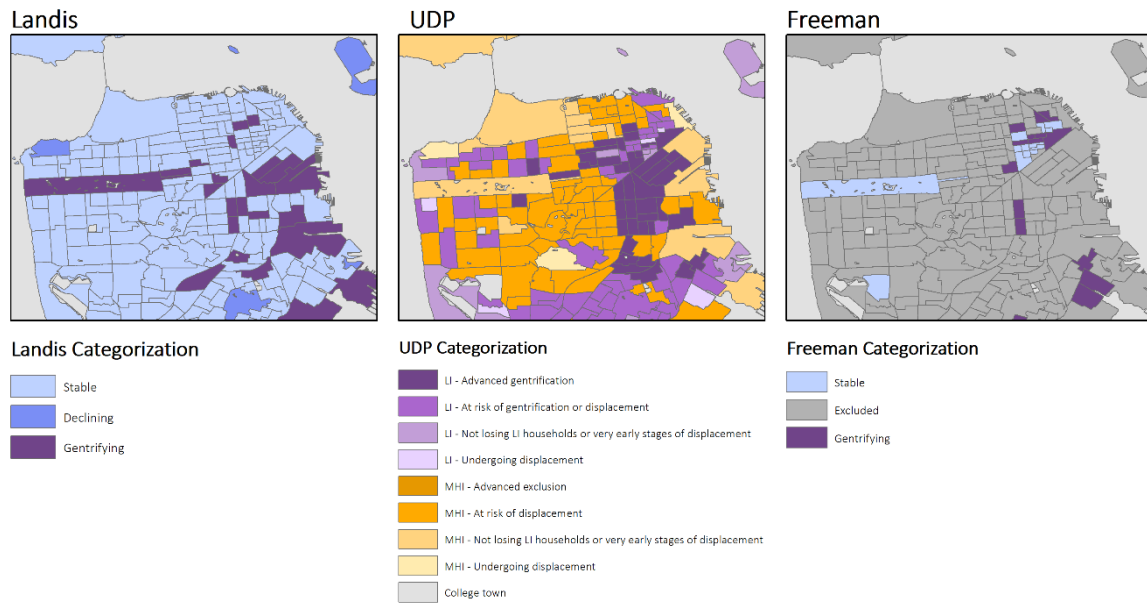 Landis
UDP
Freeman
Landis Categorization
Stable
Declining
Gentrifying
UDP Categorization
LI - Advanced gentrification
LI - At risk of gentrification or displacement
LI - Not losing LI households or very early stages of displacement
LI - Undergoing displacement
MHI - Advanced exclusion
MHI - At risk of displacement
MHI - Not losing LI households or very early stages of displacement
MHI - Undergoing displacement
College town
Freeman Categorization
Stable
Excluded
Gentrifying